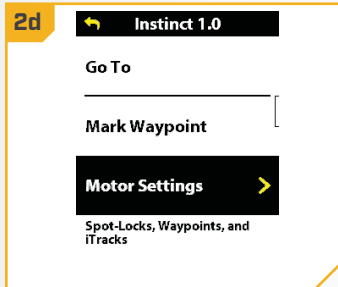 2d
Instinct 1.0
Go To
Mark Waypoint
Motor Settings
Spot-Locks, Waypoints, and
iTracks